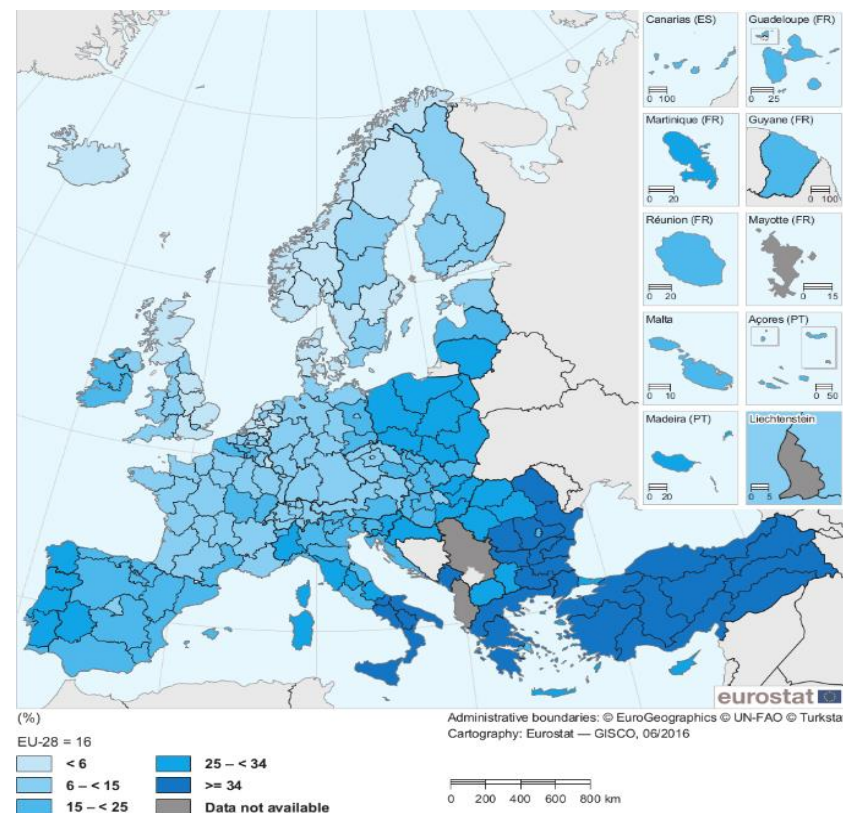 Canarias (ES)
0 100
Guadeloupe (FR)
0 25
Martinique (FR)
0 20
Guyane (FR)
0 100
Réunion (FR)
0 20
Mayotte (FR)
0 15
Malta
0 10
Açores (PT)
0 50
Madeira (PT)
0 20
Liechtenstein
0 5
eurostat
(%)
EU-28 = 16
< 6
6 – < 15
15 – < 25
25 – < 34
>= 34
Data not available
Administrative boundaries: © EuroGeographics © UN-FAO © Turksta
Cartography: Eurostat — GISCO, 06/2016
0 200 400 600 800 km